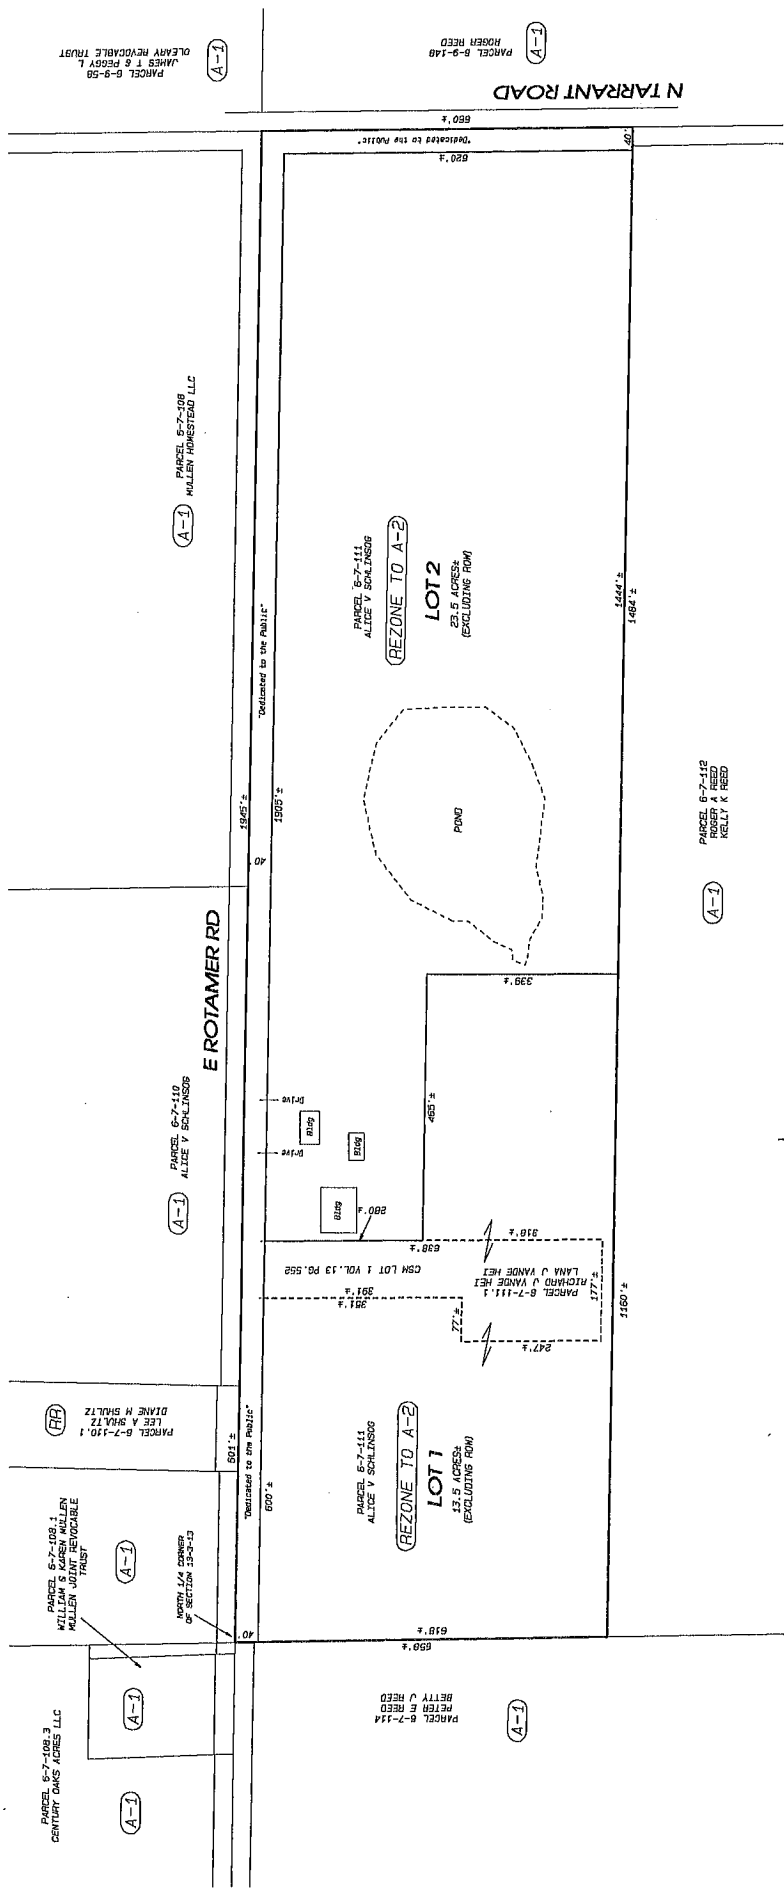 PARCEL 6-7-108.3
CENTURY OAKS ACRES LLC
A-1
A-1
PARCEL 6-7-108.1
WILLIAM S KAREN MULLEN
MULLEN JOINT REVOCABLE
TRUST
A-1
NORTH 1/4 CORNER
OF SECTION 13-3-13
PARCEL 6-7-110.1
LEE A SHULTZ
DIANE M SHULTZ
RR
A-1
PARCEL 6-7-110
ALICE V SCHLINSOG
E ROTAMER RD
A-1
PARCEL 6-7-108
MULLEN HOMESTEAD LLC
PARCEL 6-9-58
JAMES T & PEGGY L
OLEARY REVOCABLE TRUST
A-1
40'
601'±
"Dedicated to the Public"
600'±
40'
1945'±
1905'±
"Dedicated to the Public"
Drive
Drive
Bldg
Bldg
Bldg
PARCEL 6-7-111
ALICE V SCHLINSOG
REZONE TO A-2
LOT 1
13.5 ACRES±
(EXCLUDING ROW)
618'±
658'±
CSM LOT 1 VOL.13 PG.552
391'±
351'±
77'±
247'±
177'±
PARCEL 6-7-111.1
RICHARD J VANDE HEI
LANA J VANDE HEI
280'±
638'±
318'±
465'±
339'±
1160'±
POND
PARCEL 6-7-111
ALICE V SCHLINSOG
REZONE TO A-2
LOT 2
23.5 ACRES±
(EXCLUDING ROW)
1444'±
1484'±
620'±
"Dedicated to the Public"
660'±
40'
N TARRANT ROAD
PARCEL 6-9-148
ROGER REED
A-1
PARCEL 6-7-114
PETER E REED
BETTY J REED
A-1
A-1
PARCEL 6-7-112
ROGER A REED
KELLY K REED